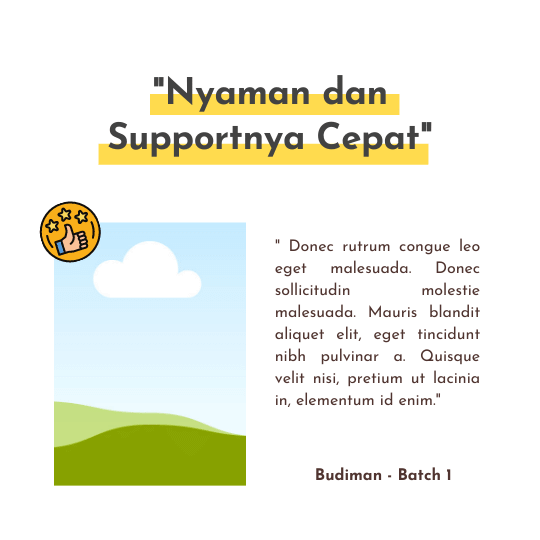 "Nyaman dan
Supportnya Cepat"
" Donec rutrum congue leo
eget malesuada. Donec
sollicitudin molestie
malesuada. Mauris blandit
aliquet elit, eget tincidunt
nibh pulvinar a. Quisque
velit nisi, pretium ut lacinia
in, elementum id enim."
Budiman - Batch 1